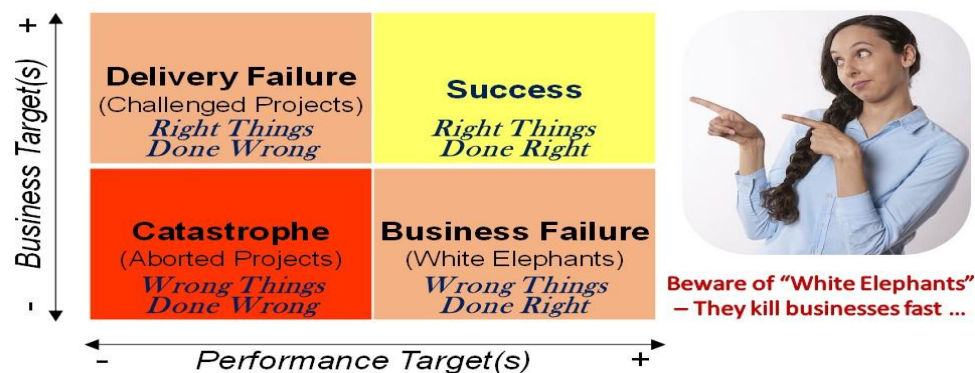 +
Business Target(s)
-
Delivery Failure
(Challenged Projects)
Right Things
Done Wrong
Success
Right Things
Done Right
Catastrophe
(Aborted Projects)
Wrong Things
Done Wrong
Business Failure
(White Elephants)
Wrong Things
Done Right
- Performance Target(s) +
Beware of “White Elephants”
– They kill businesses fast ...